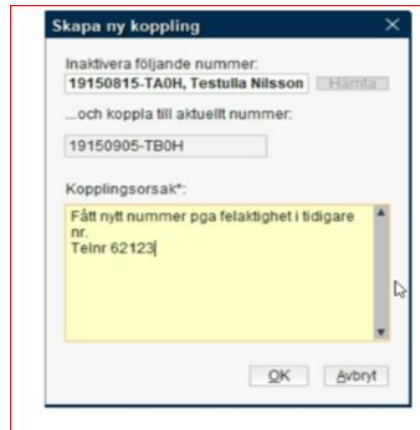 Skapa ny koppling
Inaktivera följande nummer:
19150815-TA0H, Testulla Nilsson
Hämta
...och koppla till aktuellt nummer:
19150905-TB0H
Kopplingsorsak*:
Fått nytt nummer pga felaktighet i tidigare
nr.
Telnr 62123
OK
Avbryt